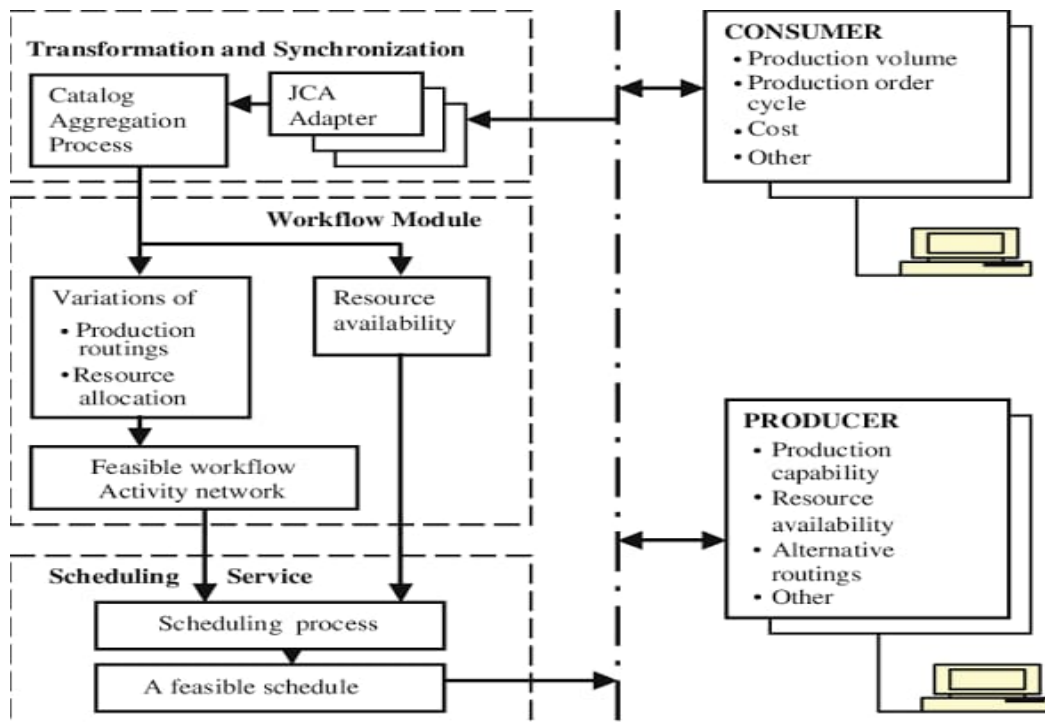 Transformation and Synchronization
Catalog
Aggregation
Process
JCA
Adapter
Workflow Module
Variations of
• Production
routings
• Resource
allocation
Resource
availability
Feasible workflow
Activity network
Scheduling Service
Scheduling process
A feasible schedule
CONSUMER
• Production volume
• Production order
cycle
• Cost
• Other
PRODUCER
• Production
capability
• Resource
availability
• Alternative
routings
• Other